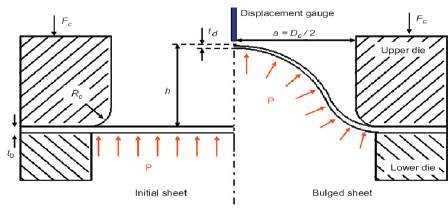 Displacement gauge
F_c
t_d
a = D_c / 2
F_c
Upper die
R_c
h
P
t_0
P
Lower die
Initial sheet
Bulged sheet